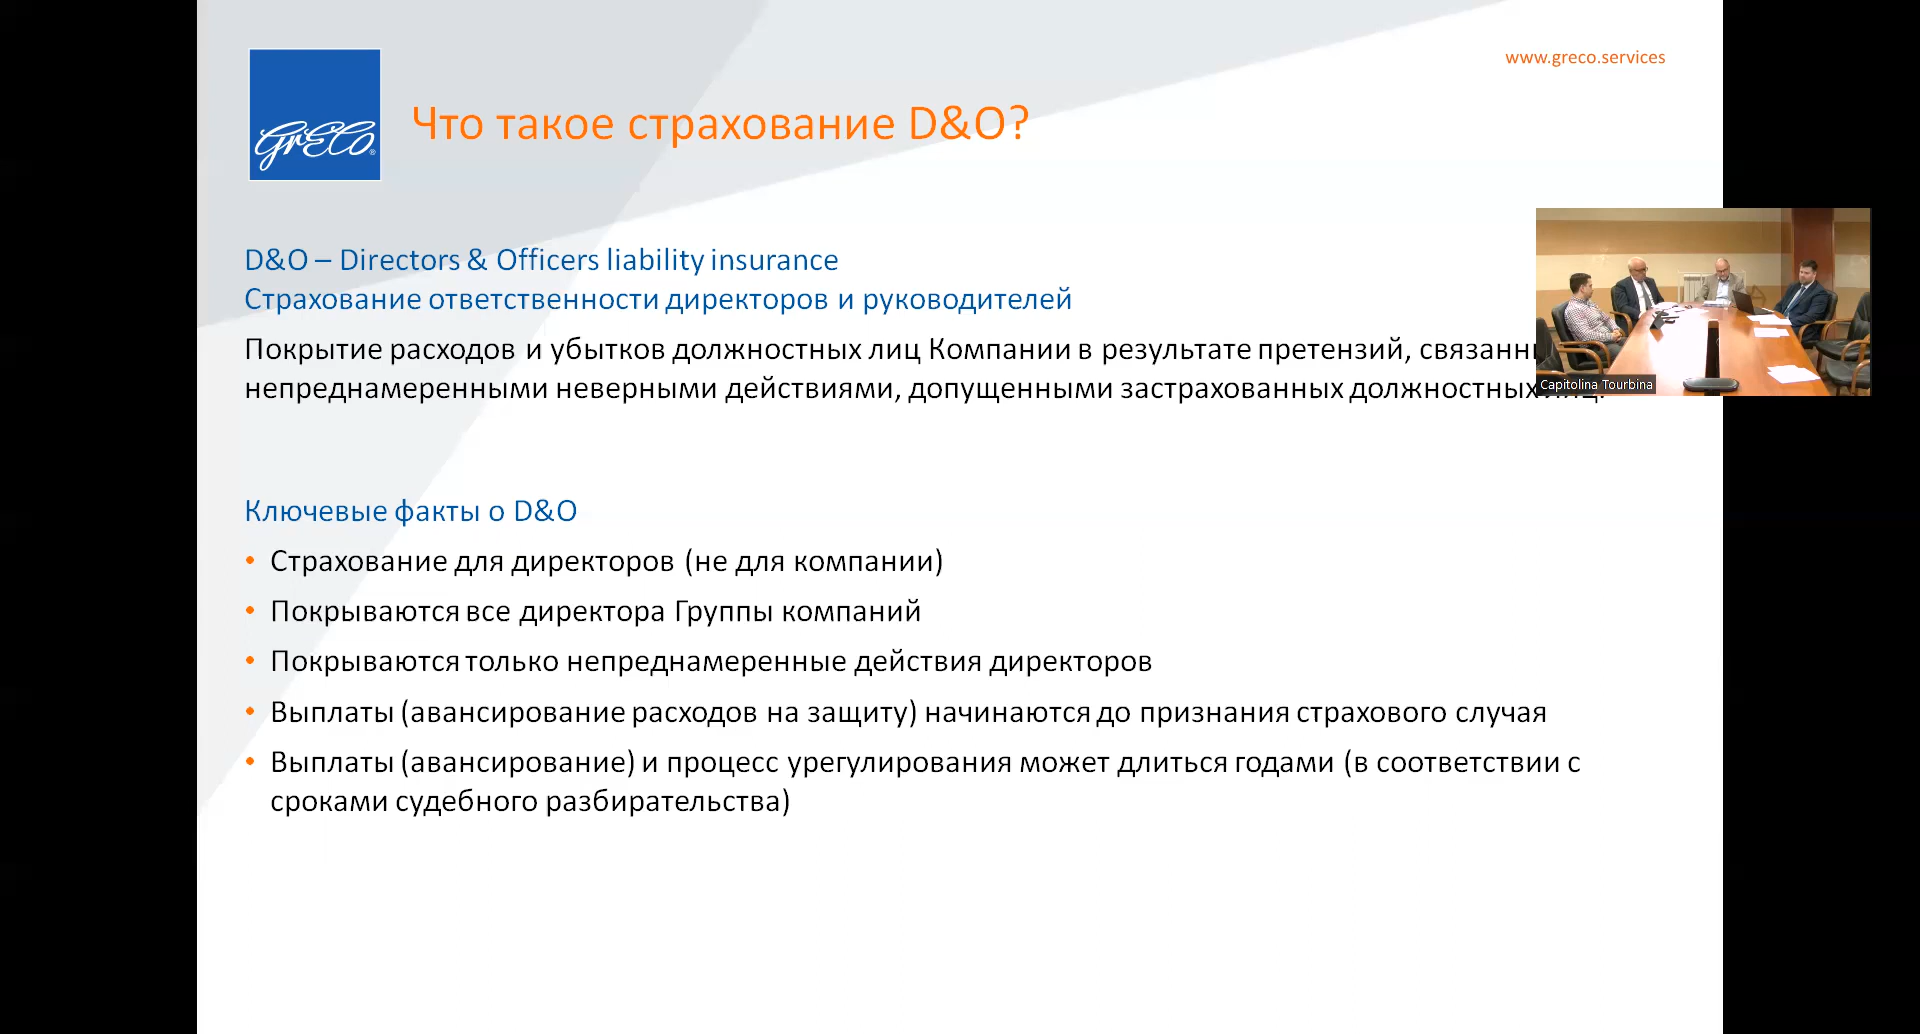 www.greco.services
GrECo
Что такое страхование D&O?
D&O – Directors & Officers liability insurance
Страхование ответственности директоров и руководителей
Покрытие расходов и убытков должностных лиц Компании в результате претензий,
непреднамеренными неверными действиями, допущенными застрахованных должностных
Capitolina Tourbina
Ключевые факты о D&O
• Страхование для директоров (не для компании)
• Покрываются все директора Группы компаний
• Покрываются только непреднамеренные действия директоров
• Выплаты (авансирование расходов на защиту) начинаются до признания страхового случая
• Выплаты (авансирование) и процесс урегулирования может длиться годами (в соответствии с
сроками судебного разбирательства)